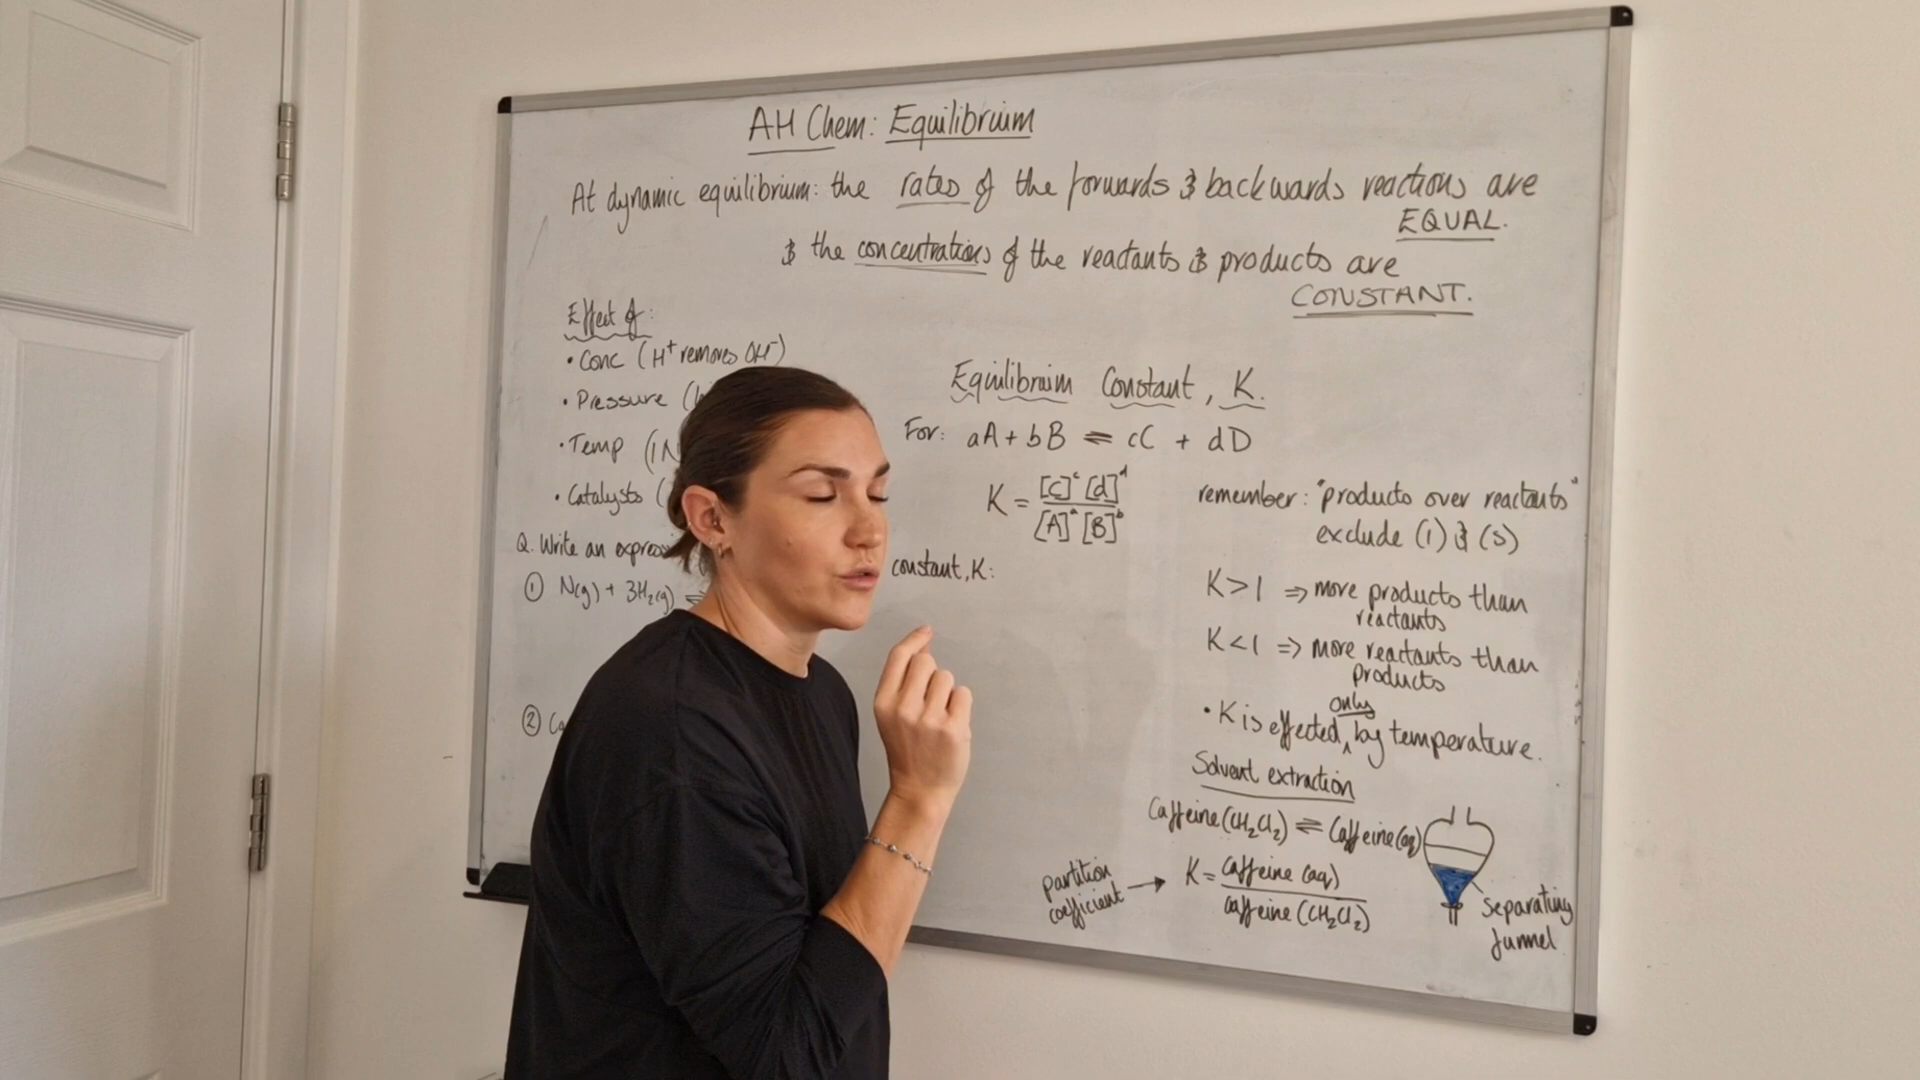 AH Chem: Equilibrium
At dynamic equilibrium: the rates of the forwards & backwards reactions are
EQUAL.
& the concentrations of the reactants & products are
CONSTANT.
Effect of:
• Conc (H⁺ removes OH⁻)
• Pressure (
• Temp (IN
• Catalysts (
Q. Write an
constant, K:
① N(g) + 3H₂(g) ⇌
②
Equilibrium Constant, K.
For: aA + bB ⇌ cC + dD
K = [C]ᶜ [d]ᵈ
[A]ᵃ [B]ᵇ
remember: "products over reactants"
exclude (l) & (s)
K > 1 ⇒ more products than
reactants
K < 1 ⇒ more reactants than
products
• K is effected only by temperature.
Solvent extraction
Caffeine (CH₂Cl₂) ⇌ Caffeine (aq)
partition
coefficient →
K = caffeine (aq)
caffeine (CH₂Cl₂)
separating
funnel